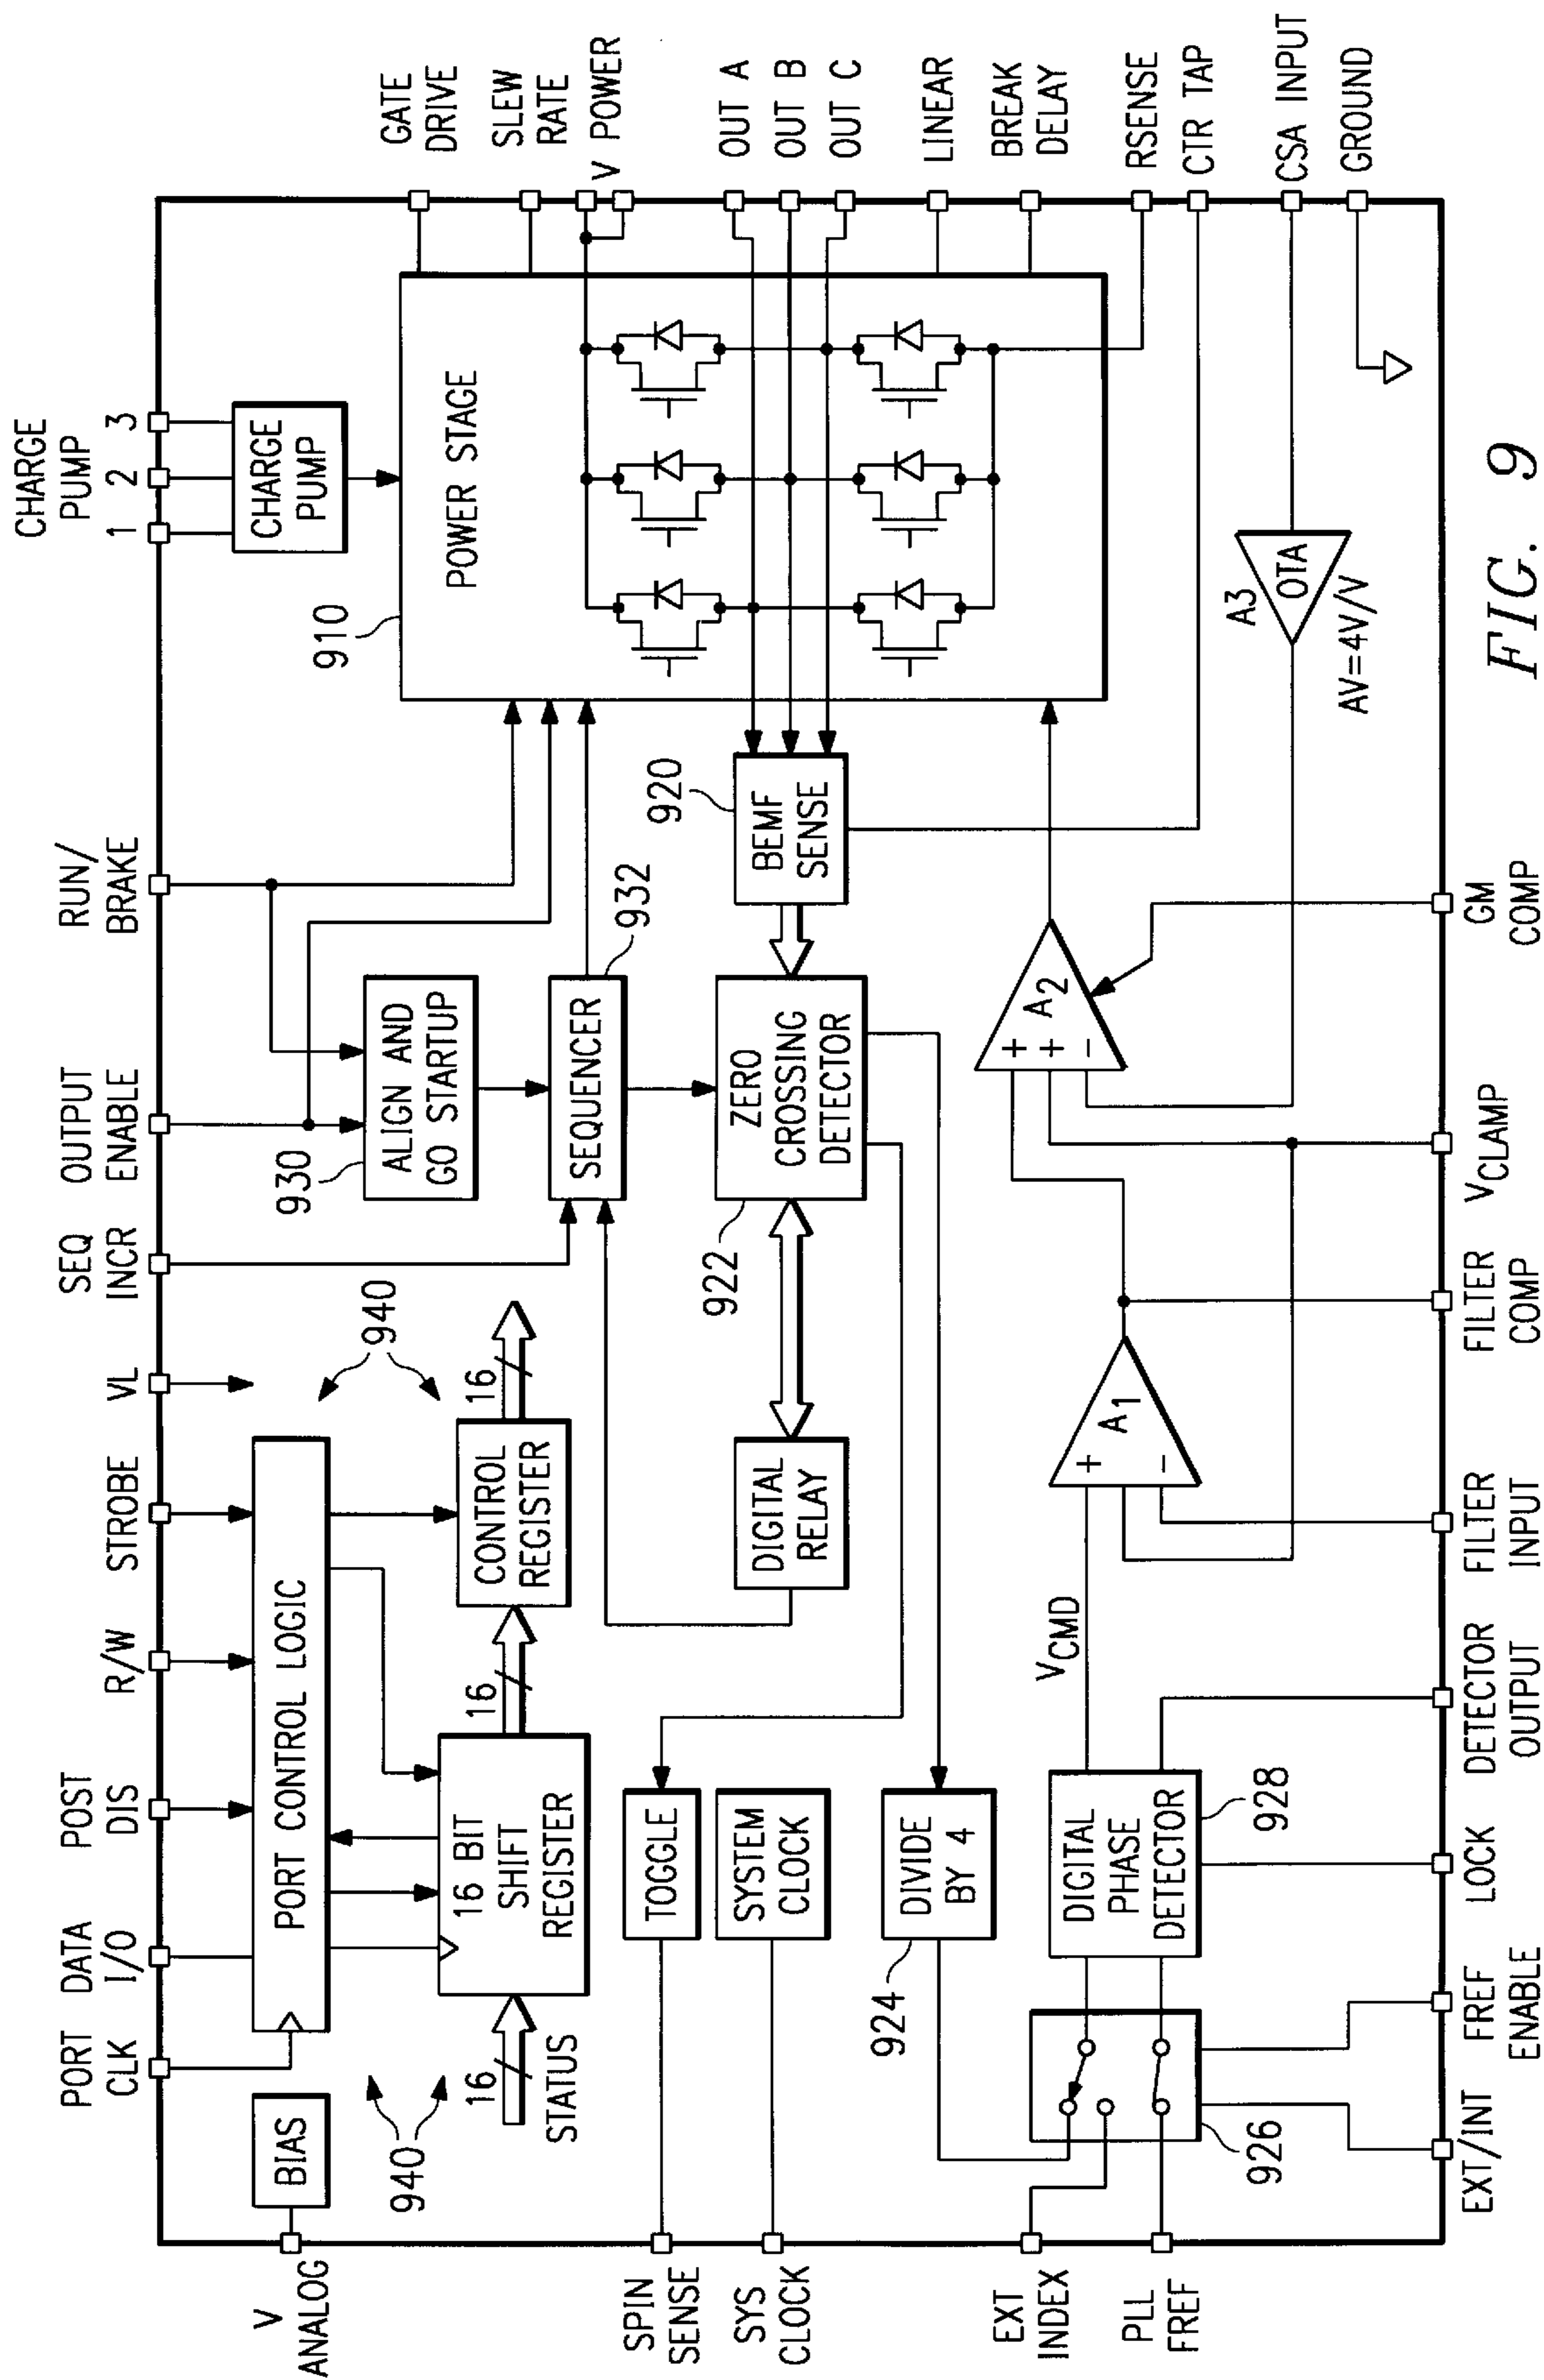 CHARGE
PUMP
1 2 3
RUN/
BRAKE
OUTPUT
ENABLE
SEQ
INCR
VL
STROBE
R/W
POST
DIS
DATA
I/O
PORT
CLK
GATE
DRIVE
SLEW
RATE
V POWER
OUT A
OUT B
OUT C
LINEAR
BREAK
DELAY
RSENSE
CTR TAP
CSA INPUT
GROUND
V
ANALOG
SPIN
SENSE
SYS
CLOCK
EXT
INDEX
PLL
FREF
EXT/INT
FREF
ENABLE
LOCK
DETECTOR
OUTPUT
FILTER
INPUT
FILTER
COMP
VCLAMP
GM
COMP
BIAS
PORT CONTROL LOGIC
940
940
16
STATUS
16 BIT
SHIFT
REGISTER
16
CONTROL
REGISTER
16
930
ALIGN AND
GO STARTUP
SEQUENCER
932
CHARGE
PUMP
910
POWER STAGE
TOGGLE
SYSTEM
CLOCK
DIGITAL
RELAY
922
ZERO
CROSSING
DETECTOR
920
BEMF
SENSE
924
DIVIDE
BY 4
926
DIGITAL
PHASE
DETECTOR
928
VCMD
+
A1
−
+
+
A2
−
A3
OTA
AV=4V/V
FIG. 9